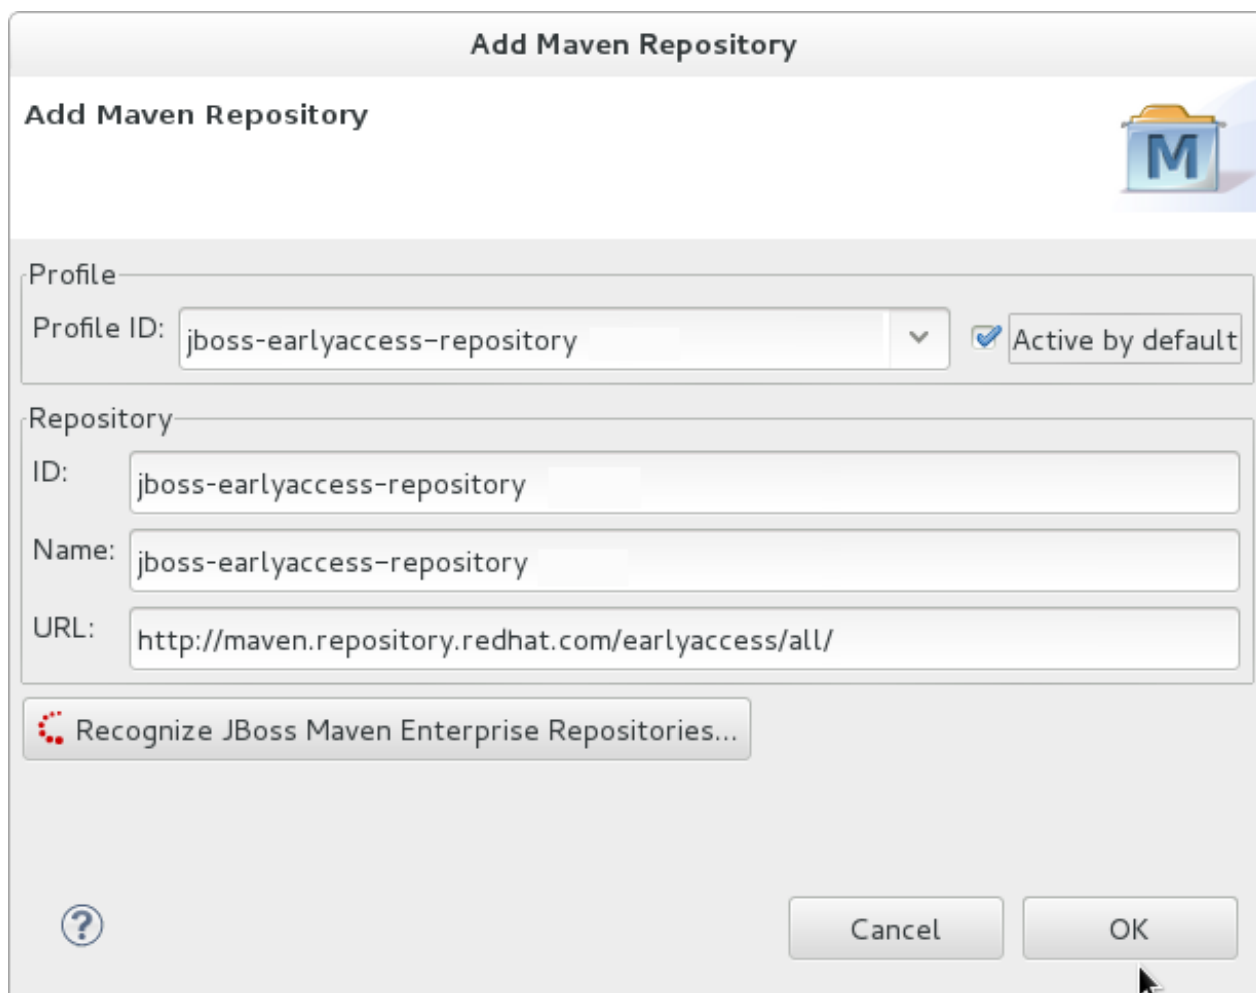 Add Maven Repository
Add Maven Repository
M
Profile
Profile ID: jboss-earlyaccess-repository Active by default
Repository
ID: jboss-earlyaccess-repository
Name: jboss-earlyaccess-repository
URL: http://maven.repository.redhat.com/earlyaccess/all/
Recognize JBoss Maven Enterprise Repositories...
? Cancel OK